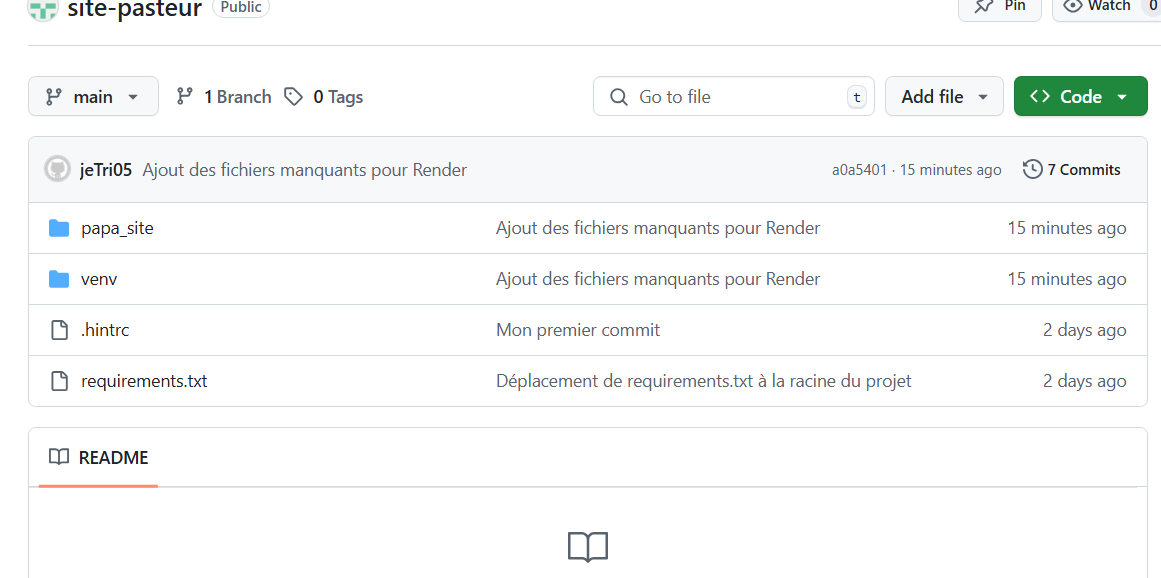 site-pasteur Public Pin Watch 0
main 1 Branch 0 Tags Go to file t Add file Code
jeTri05 Ajout des fichiers manquants pour Render a0a5401 · 15 minutes ago 7 Commits
papa_site Ajout des fichiers manquants pour Render 15 minutes ago
venv Ajout des fichiers manquants pour Render 15 minutes ago
.hintrc Mon premier commit 2 days ago
requirements.txt Déplacement de requirements.txt à la racine du projet 2 days ago
README